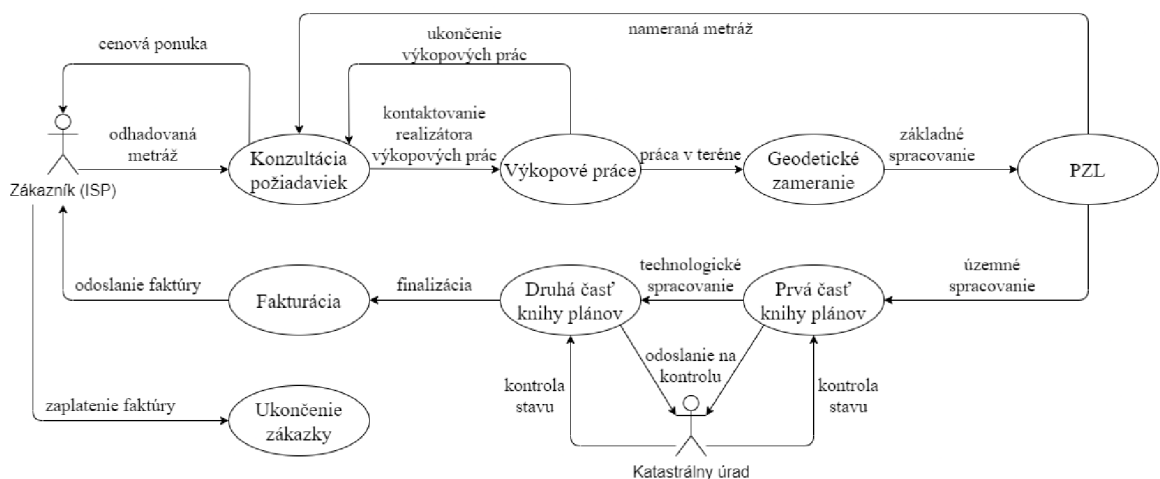 cenová ponuka
ukončenie
výkopových prác
nameraná metráž
odhadovaná
metráž
kontaktovanie
realizátora
výkopových prác
Zákazník (ISP)
Konzultácia
požiadaviek
Výkopové práce
práca v teréne
Geodetické
zameranie
základné
spracovanie
PZL
odoslanie faktúry
Fakturácia
finalizácia
Druhá časť
knihy plánov
technologické
spracovanie
Prvá časť
knihy plánov
územné
spracovanie
kontrola
stavu
odoslanie na
kontrolu
kontrola
stavu
zaplatenie faktúry
Ukončenie
zákazky
Katastrálny úrad